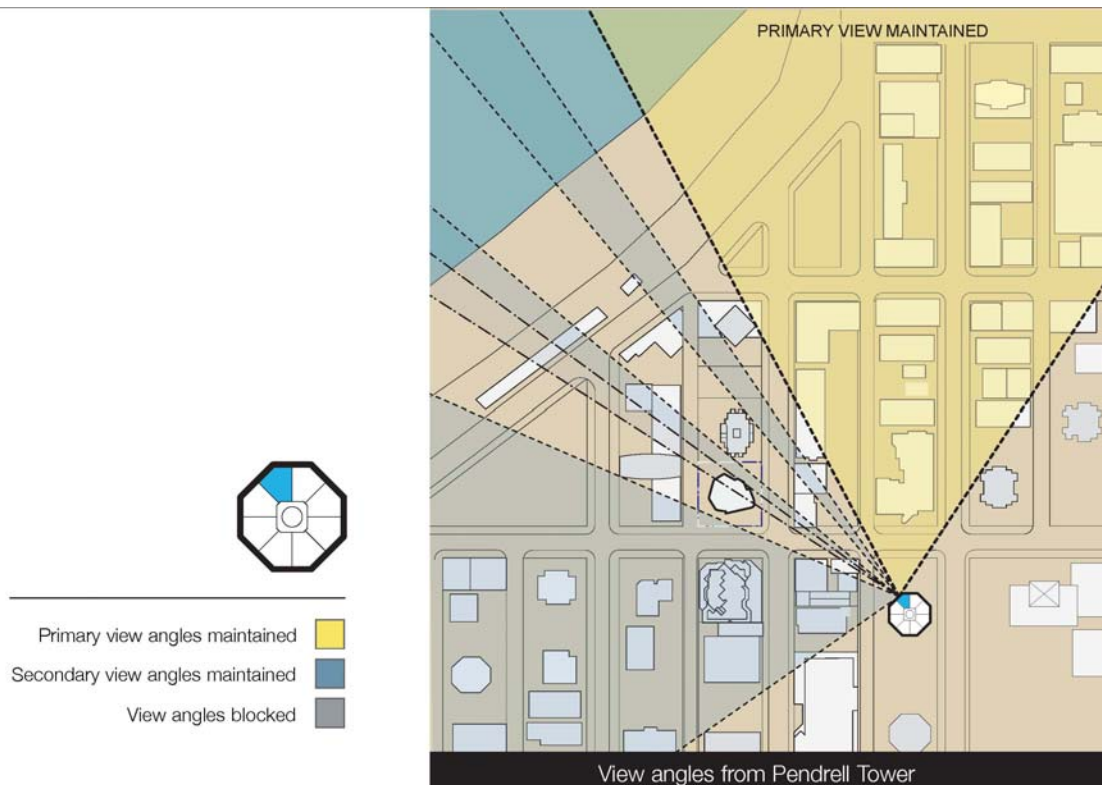 PRIMARY VIEW MAINTAINED
Primary view angles maintained
Secondary view angles maintained
View angles blocked
View angles from Pendrell Tower